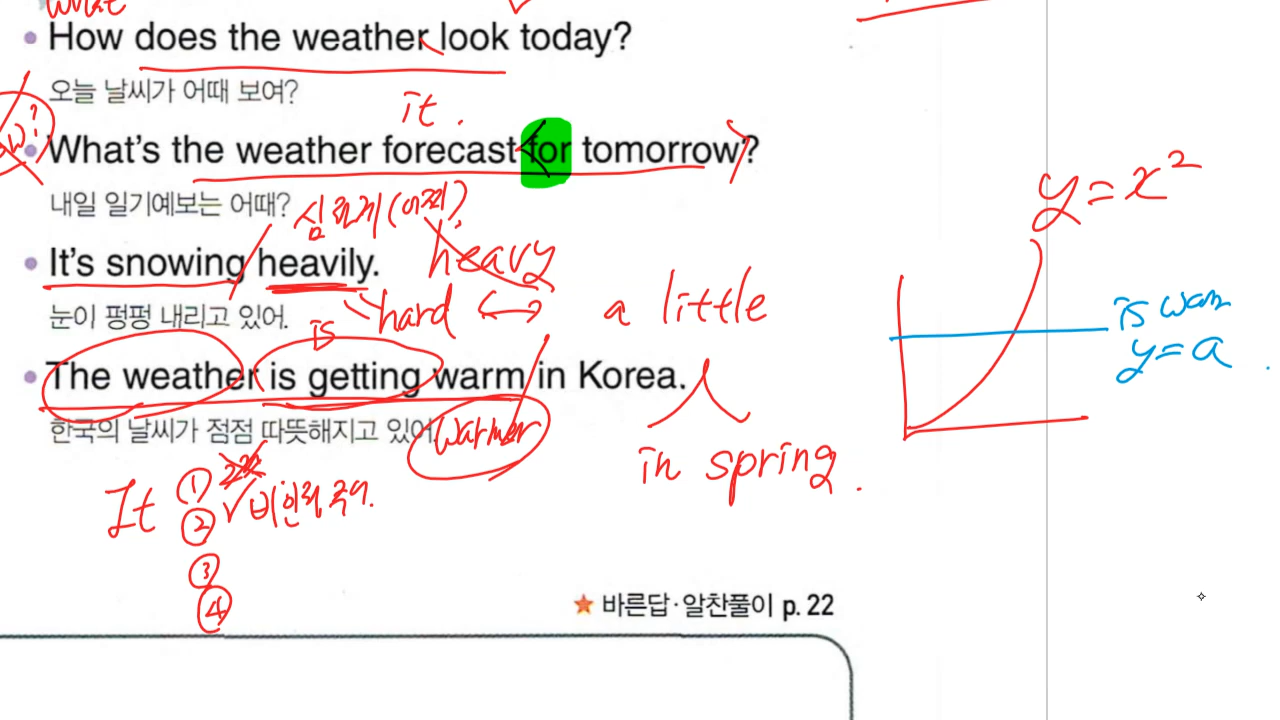 what
How does the weather look today?
오늘 날씨가 어때 보여?
it.
What's the weather forecast for tomorrow?
내일 일기예보는 어때?
심하게 (어찌?
It's snowing heavily.
heavy
눈이 펑펑 내리고 있어.
is
hard ↔ a little
The weather is getting warm in Korea.
한국의 날씨가 점점 따뜻해지고 있어
warmer
in spring.
It ①
② ✓비인칭 주어.
③
④
y=x²
is warm
y=a
★ 바른답·알찬풀이 p. 22